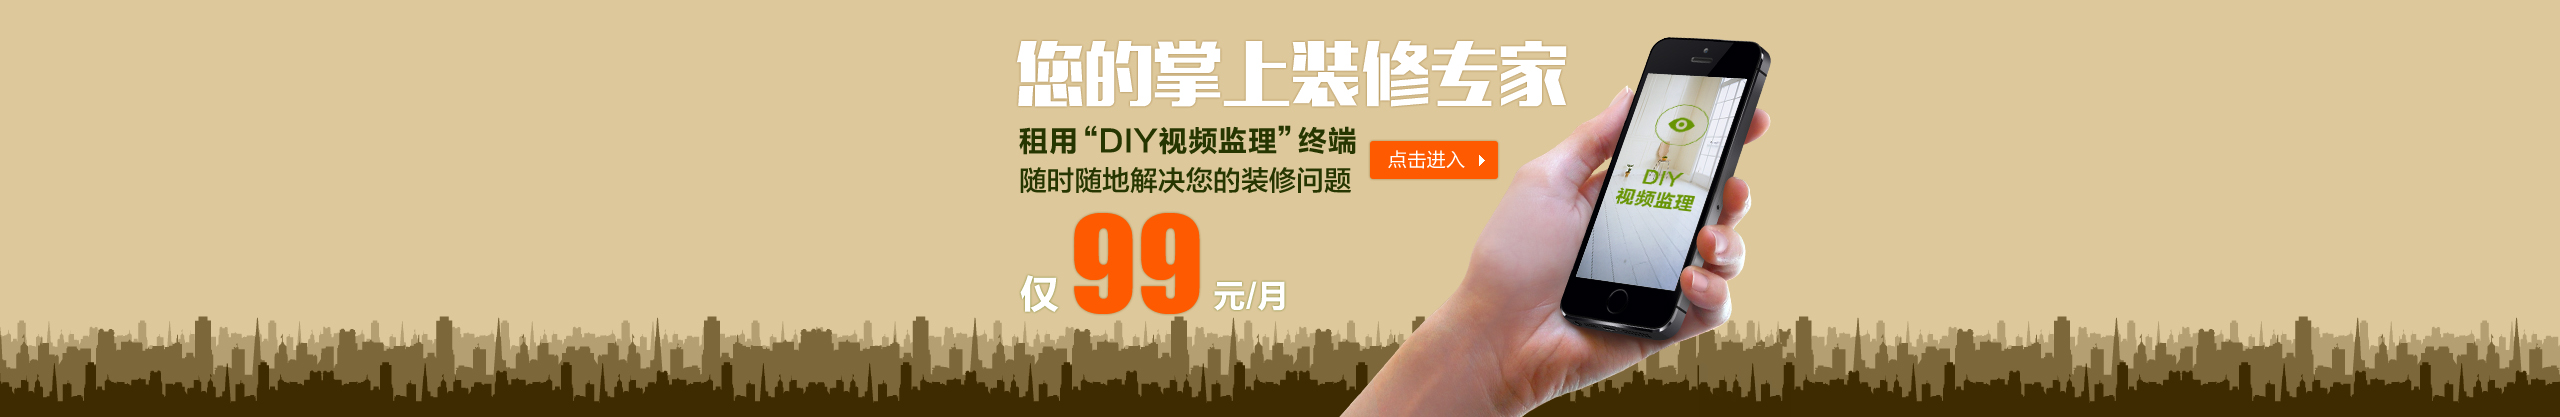 您的掌上装修专家
租用“DIY视频监理”终端
随时随地解决您的装修问题
点击进入
仅99元/月
DIY
视频监理